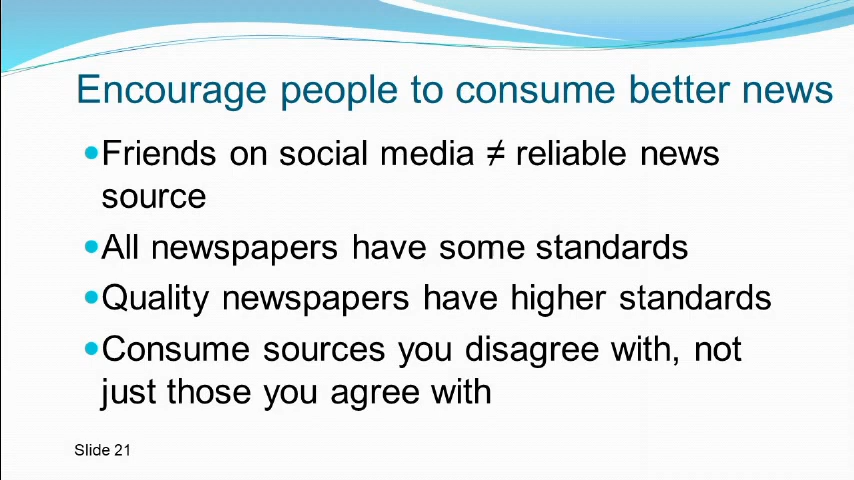 Encourage people to consume better news
•Friends on social media ≠ reliable news
source
•All newspapers have some standards
•Quality newspapers have higher standards
•Consume sources you disagree with, not
just those you agree with
Slide 21